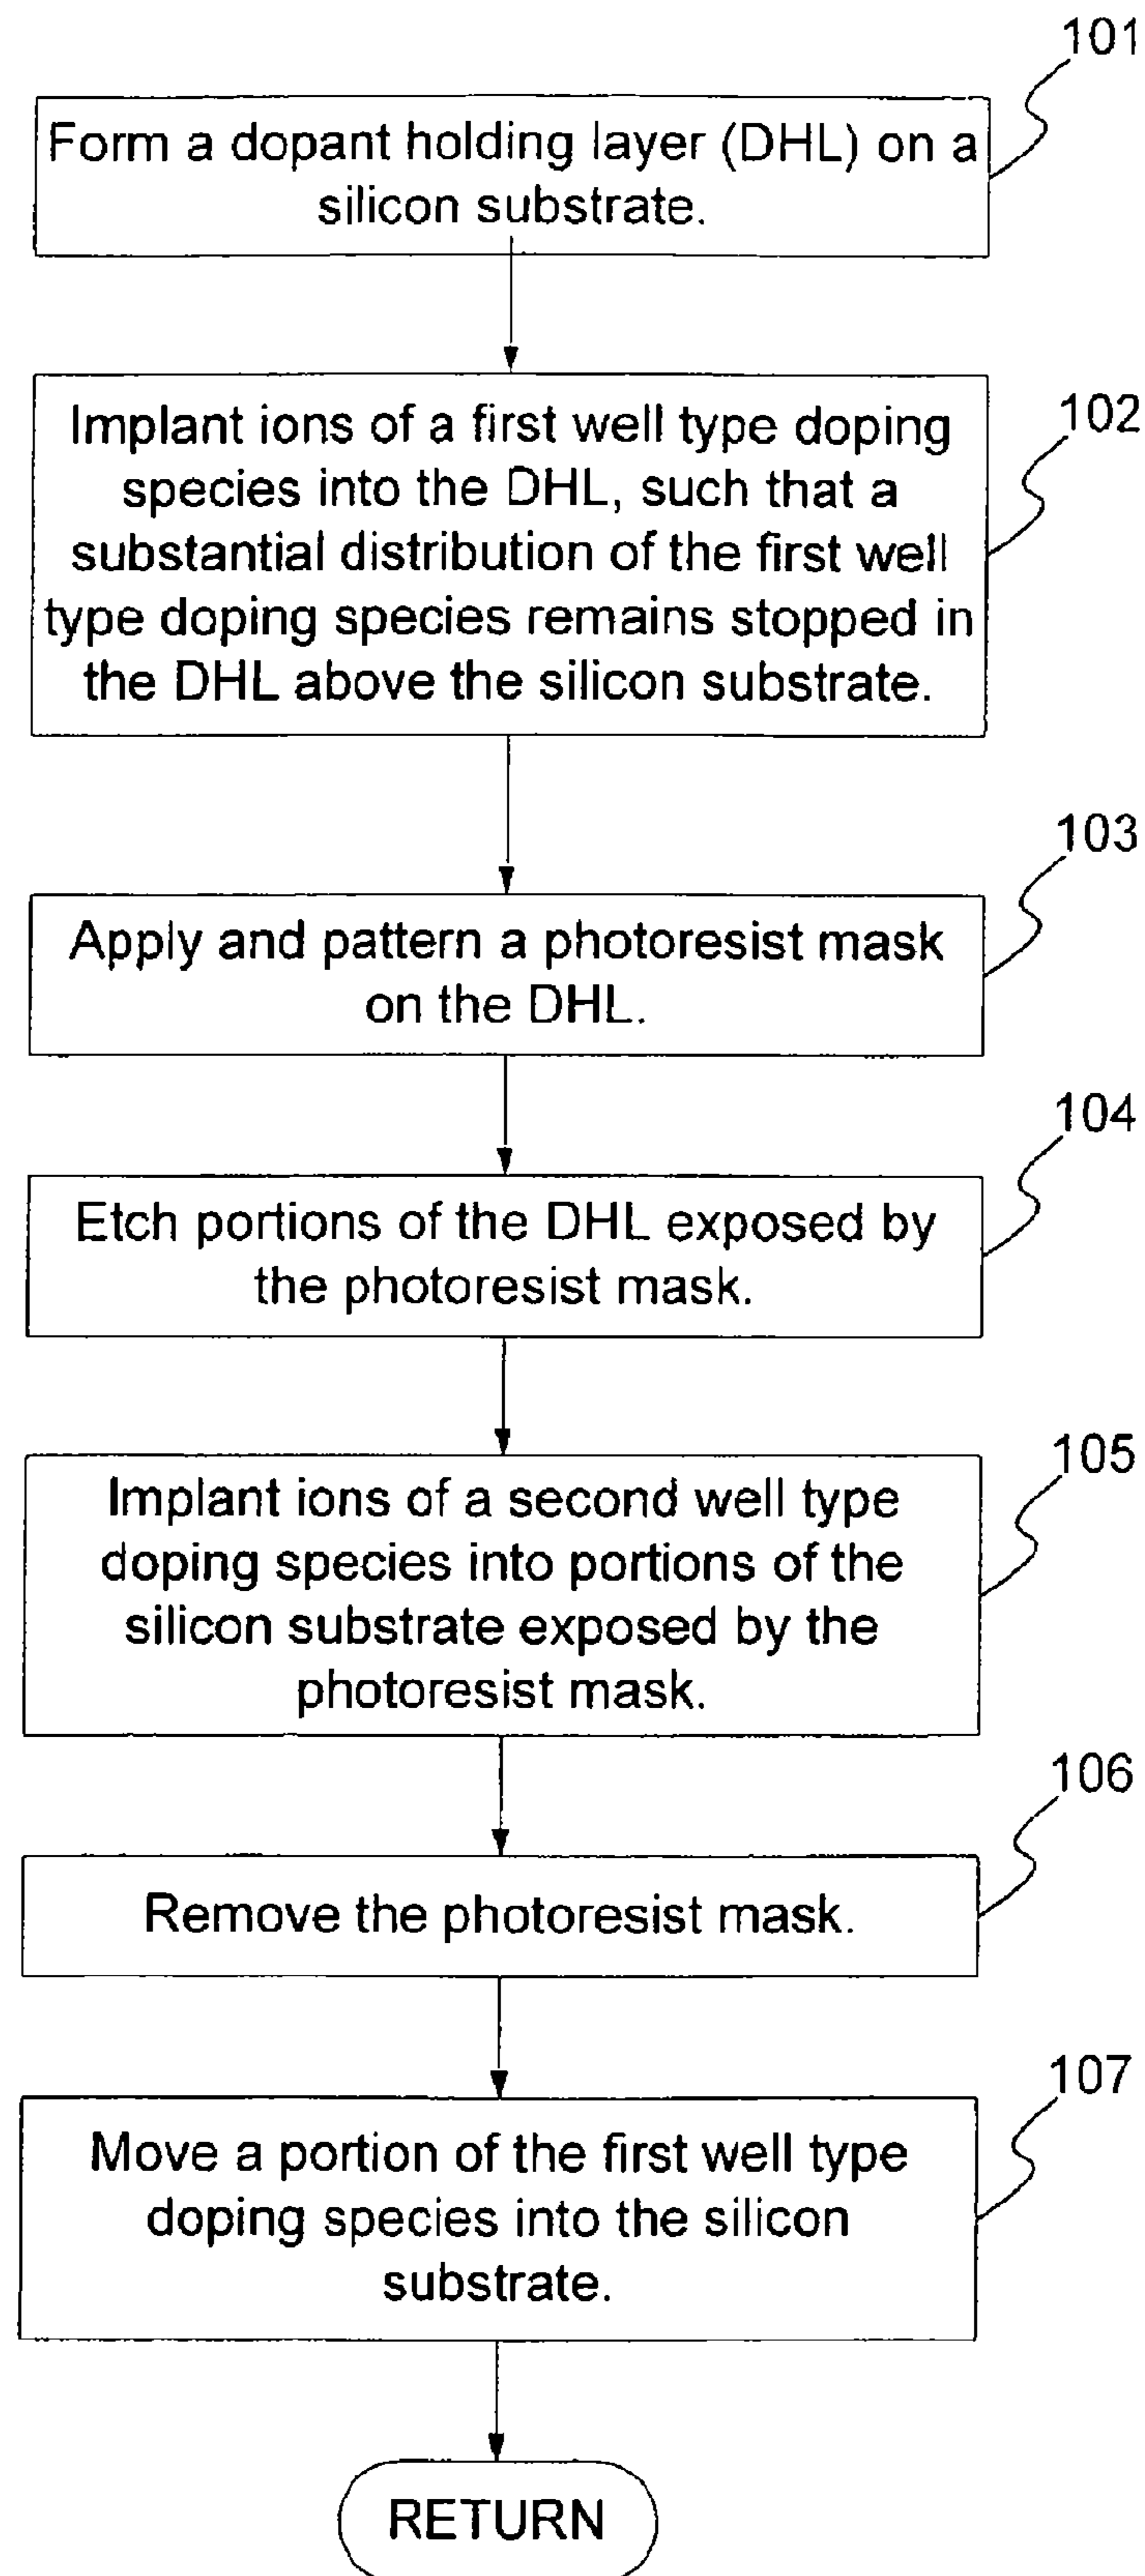 101
Form a dopant holding layer (DHL) on a
silicon substrate.
102
Implant ions of a first well type doping
species into the DHL, such that a
substantial distribution of the first well
type doping species remains stopped in
the DHL above the silicon substrate.
103
Apply and pattern a photoresist mask
on the DHL.
104
Etch portions of the DHL exposed by
the photoresist mask.
105
Implant ions of a second well type
doping species into portions of the
silicon substrate exposed by the
photoresist mask.
106
Remove the photoresist mask.
107
Move a portion of the first well type
doping species into the silicon
substrate.
RETURN